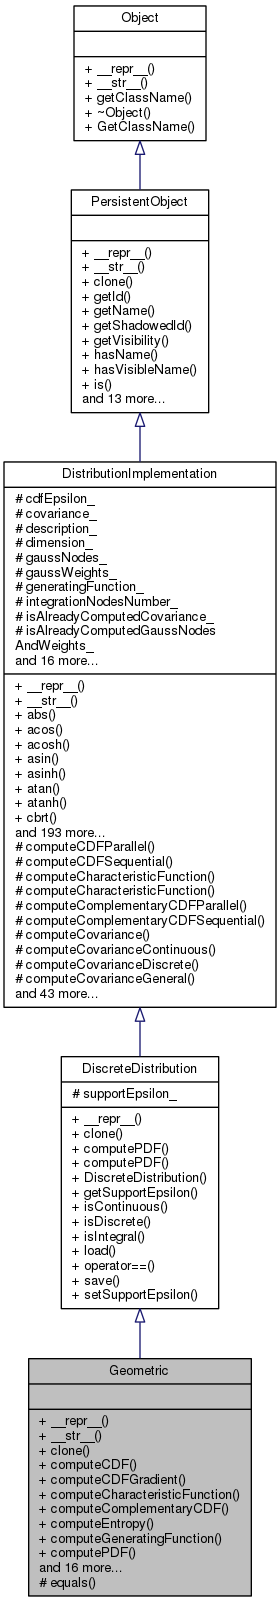 Object
+ __repr__()
+ __str__()
+ getClassName()
+ ~Object()
+ GetClassName()
PersistentObject
+ __repr__()
+ __str__()
+ clone()
+ getId()
+ getName()
+ getShadowedId()
+ getVisibility()
+ hasName()
+ hasVisibleName()
+ is()
and 13 more...
DistributionImplementation
# cdfEpsilon_
# covariance_
# description_
# dimension_
# gaussNodes_
# gaussWeights_
# generatingFunction_
# integrationNodesNumber_
# isAlreadyComputedCovariance_
# isAlreadyComputedGaussNodes
AndWeights_
and 16 more...
+ __repr__()
+ __str__()
+ abs()
+ acos()
+ acosh()
+ asin()
+ asinh()
+ atan()
+ atanh()
+ cbrt()
and 193 more...
# computeCDFParallel()
# computeCDFSequential()
# computeCharacteristicFunction()
# computeCharacteristicFunction()
# computeComplementaryCDFParallel()
# computeComplementaryCDFSequential()
# computeCovariance()
# computeCovarianceContinuous()
# computeCovarianceDiscrete()
# computeCovarianceGeneral()
and 43 more...
DiscreteDistribution
# supportEpsilon_
+ __repr__()
+ clone()
+ computePDF()
+ computePDF()
+ DiscreteDistribution()
+ getSupportEpsilon()
+ isContinuous()
+ isDiscrete()
+ isIntegral()
+ load()
+ operator==()
+ save()
+ setSupportEpsilon()
Geometric
+ __repr__()
+ __str__()
+ clone()
+ computeCDF()
+ computeCDFGradient()
+ computeCharacteristicFunction()
+ computeComplementaryCDF()
+ computeEntropy()
+ computeGeneratingFunction()
+ computePDF()
and 16 more...
# equals()